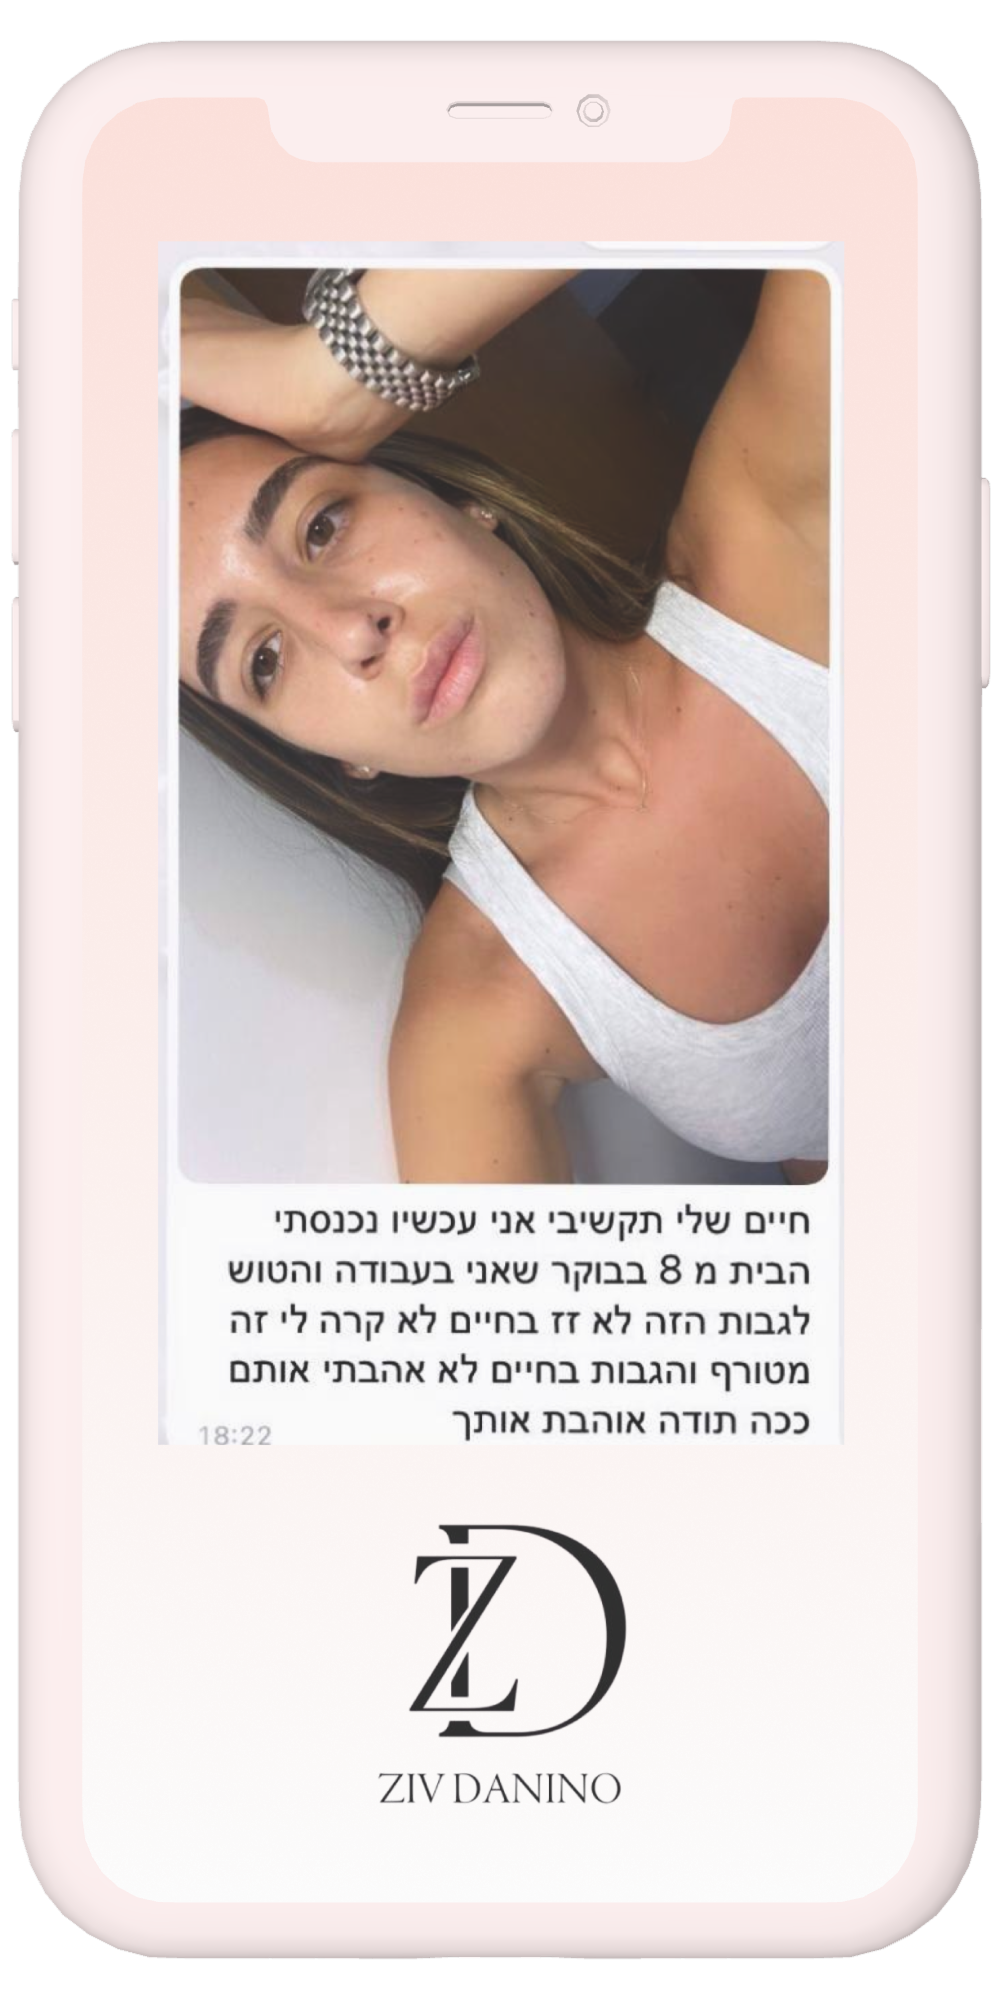 חיים שלי תקשיבי אני עכשיו נכנסתי
הבית מ 8 בבוקר שאני בעבודה והטוש
לגבות הזה לא זז בחיים לא קרה לי זה
מטורף והגבות בחיים לא אהבתי אותם
ככה תודה אוהבת אותך
18:22
ZD
ZIV DANINO